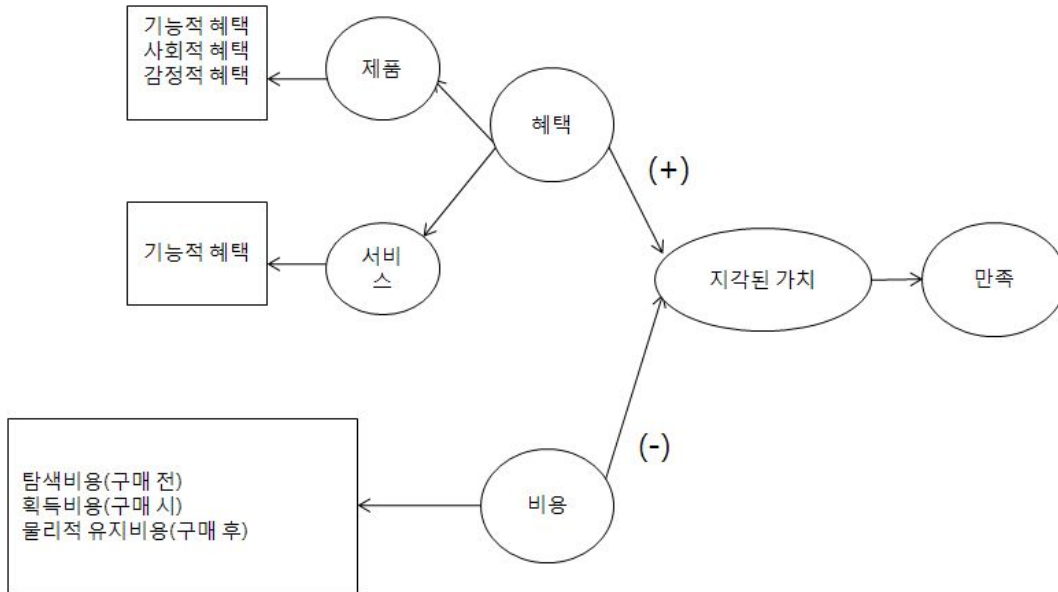 기능적 혜택
사회적 혜택
감정적 혜택
제품
혜택
(+)
기능적 혜택
서비
스
지각된 가치
만족
(-)
탐색비용(구매 전)
획득비용(구매 시)
물리적 유지비용(구매 후)
비용